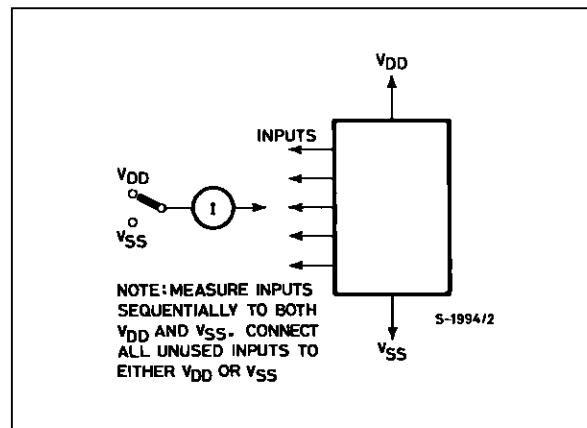 VDD
INPUTS
VDD
I
VSS
NOTE:MEASURE INPUTS
SEQUENTIALLY TO BOTH
VDD AND VSS. CONNECT
ALL UNUSED INPUTS TO
EITHER VDD OR VSS
S-1994/2
VSS